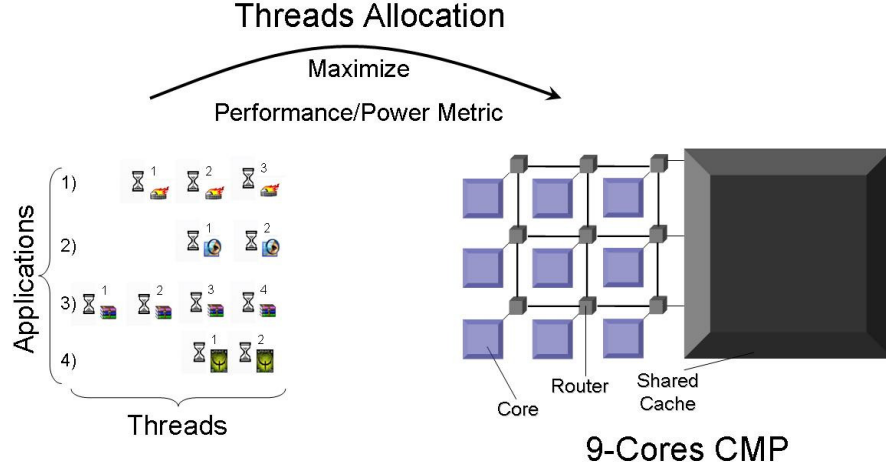 Threads Allocation
Maximize
Performance/Power Metric
Applications
1) 1 2 3
2) 1 2
3) 1 2 3 4
4) 1 2
Threads
Core
Router
Shared
Cache
9-Cores CMP